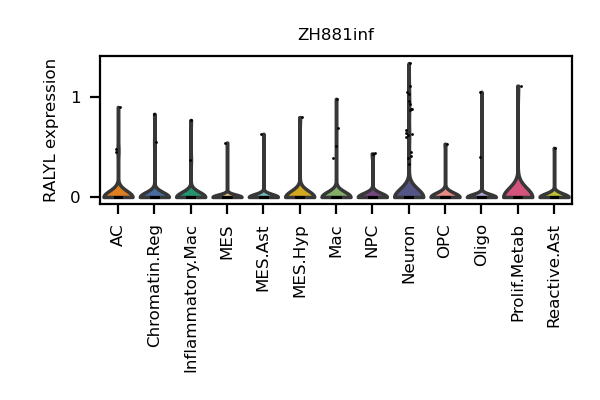 ZH881inf
RALYL expression
1
0
AC
Chromatin.Reg
Inflammatory.Mac
MES
MES.Ast
MES.Hyp
Mac
NPC
Neuron
OPC
Oligo
Prolif.Metab
Reactive.Ast